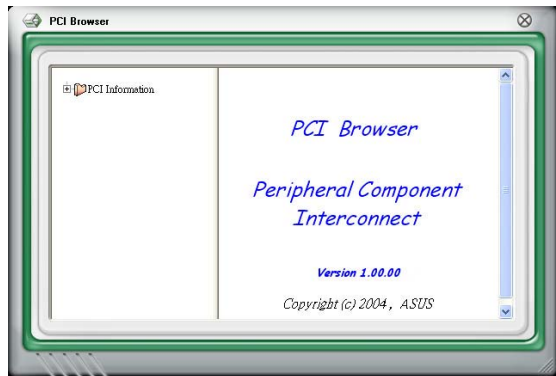 PCI Browser
PCI Information
PCI Browser
Peripheral Component
Interconnect
Version 1.00.00
Copyright (c) 2004, ASUS